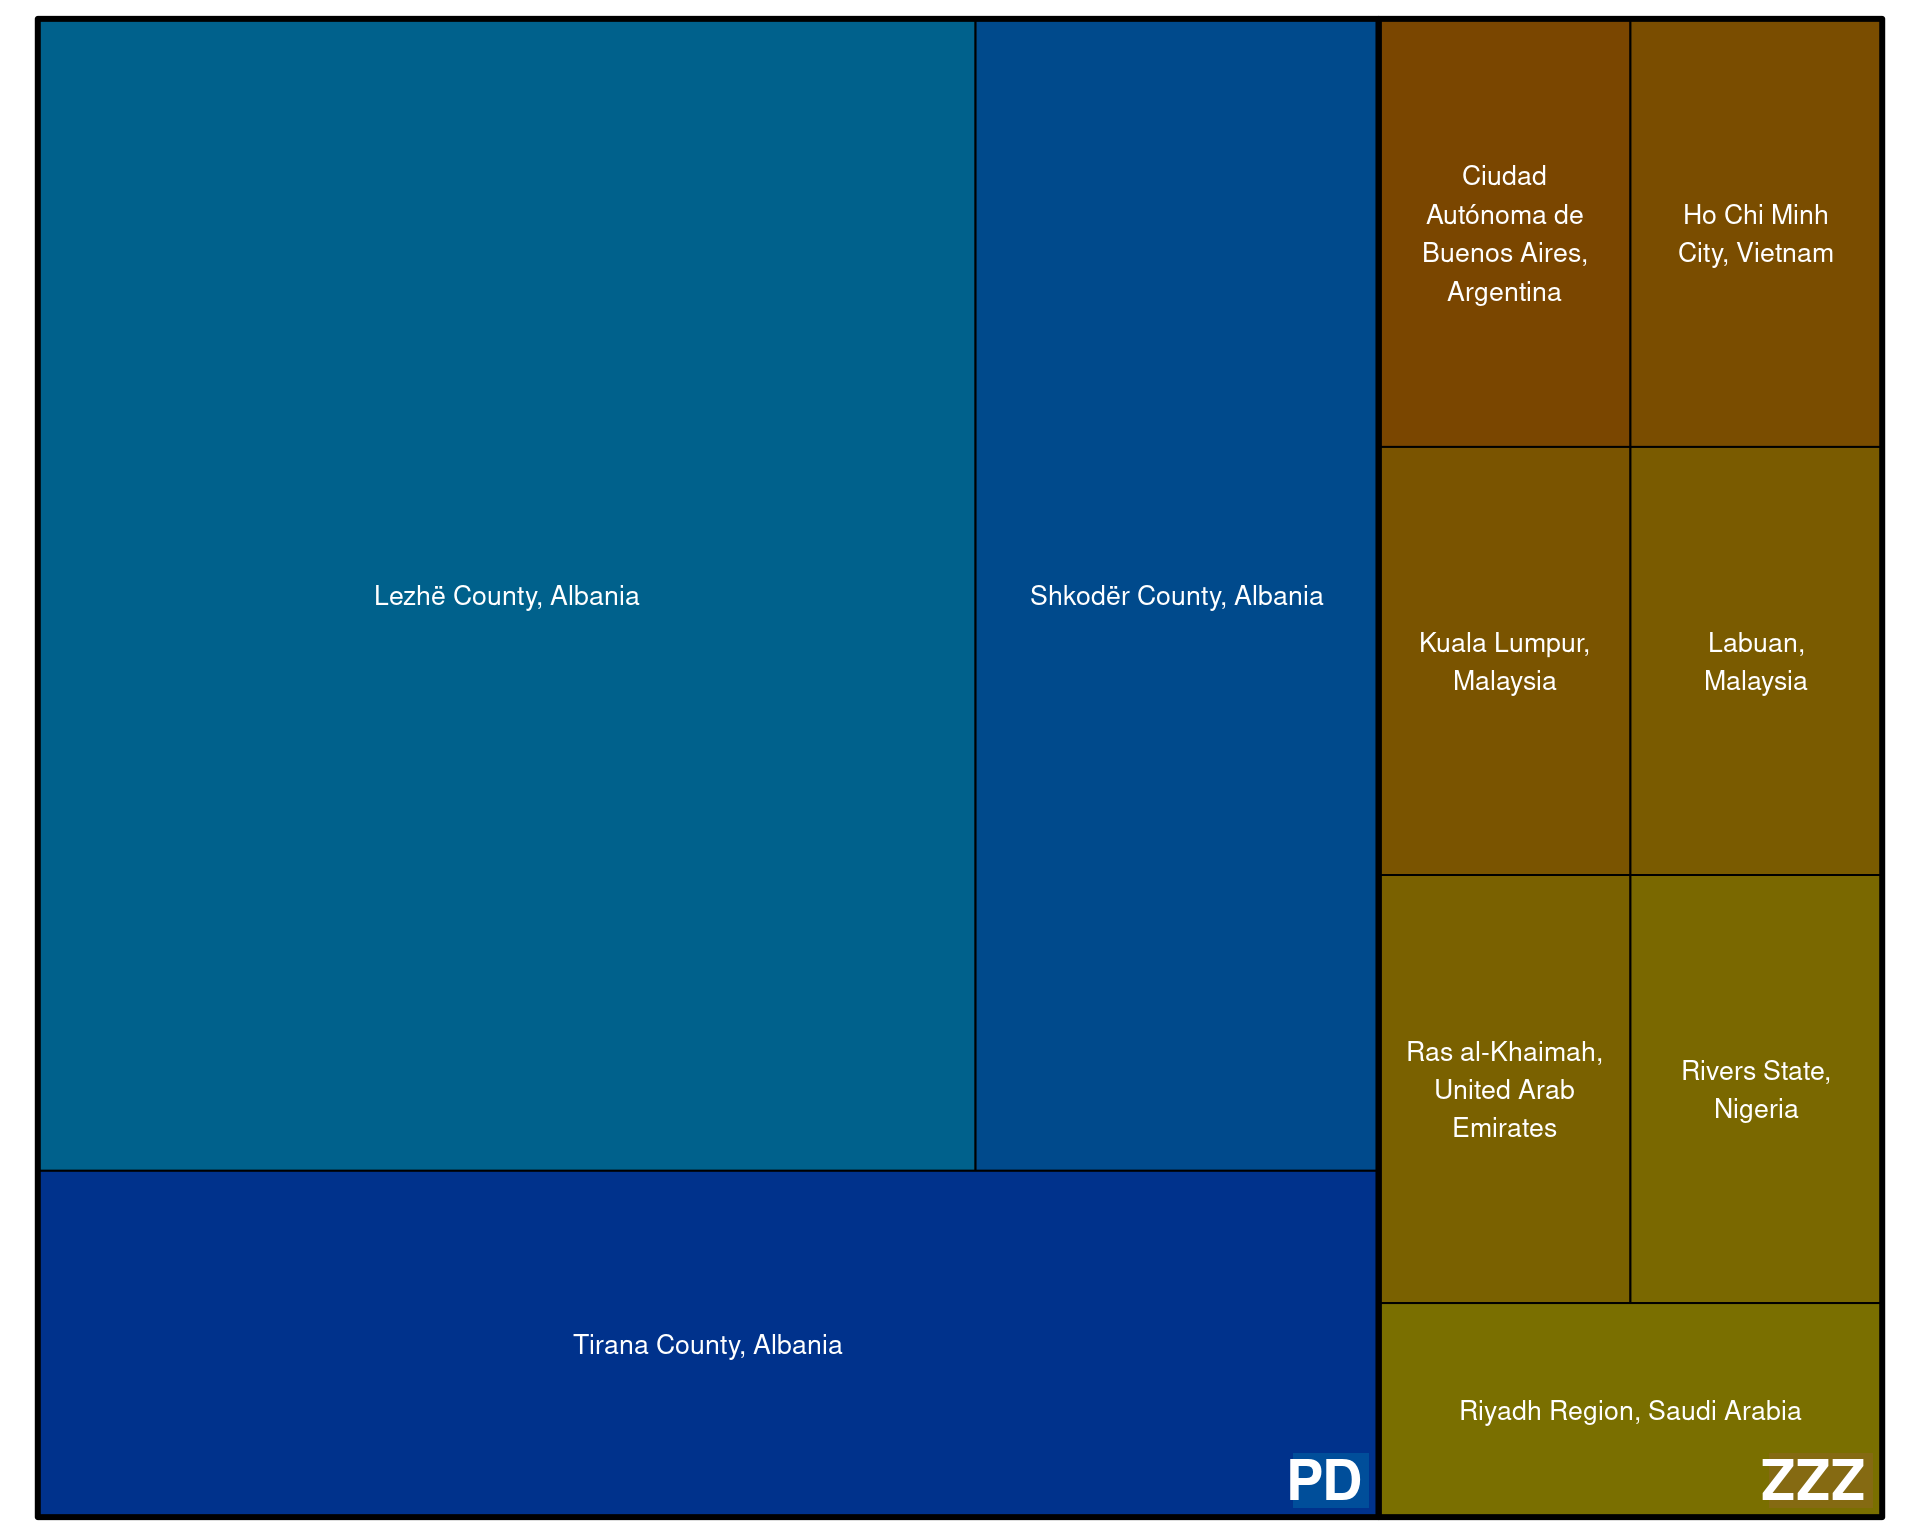 Lezhë County, Albania
Shkodër County, Albania
Tirana County, Albania
PD
Ciudad
Autónoma de
Buenos Aires,
Argentina
Ho Chi Minh
City, Vietnam
Kuala Lumpur,
Malaysia
Labuan,
Malaysia
Ras al-Khaimah,
United Arab
Emirates
Rivers State,
Nigeria
Riyadh Region, Saudi Arabia
ZZZ